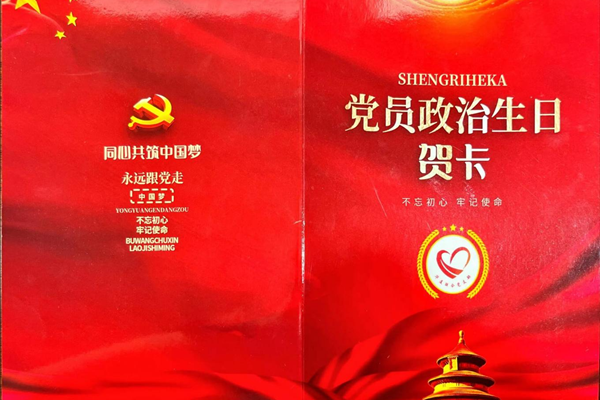 同心共筑中国梦
永远跟党走
中国梦
YONGYUANGENDANGZOU
不忘初心
牢记使命
BUWANGCHUXIN
LAOJISHIMING
SHENGRIHEKA
党员政治生日
贺卡
不忘初心 牢记使命